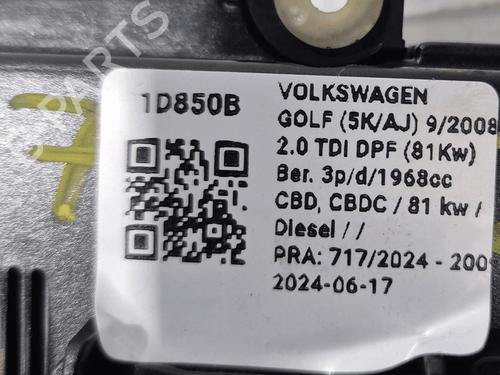 1D850B
VOLKSWAGEN
GOLF (5K/AJ) 9/2008
2.0 TDI DPF (81Kw)
Ber. 3p/d/1968cc
CBD, CBDC / 81 kw /
Diesel / /
PRA: 717/2024 - 200
2024-06-17
PARTS